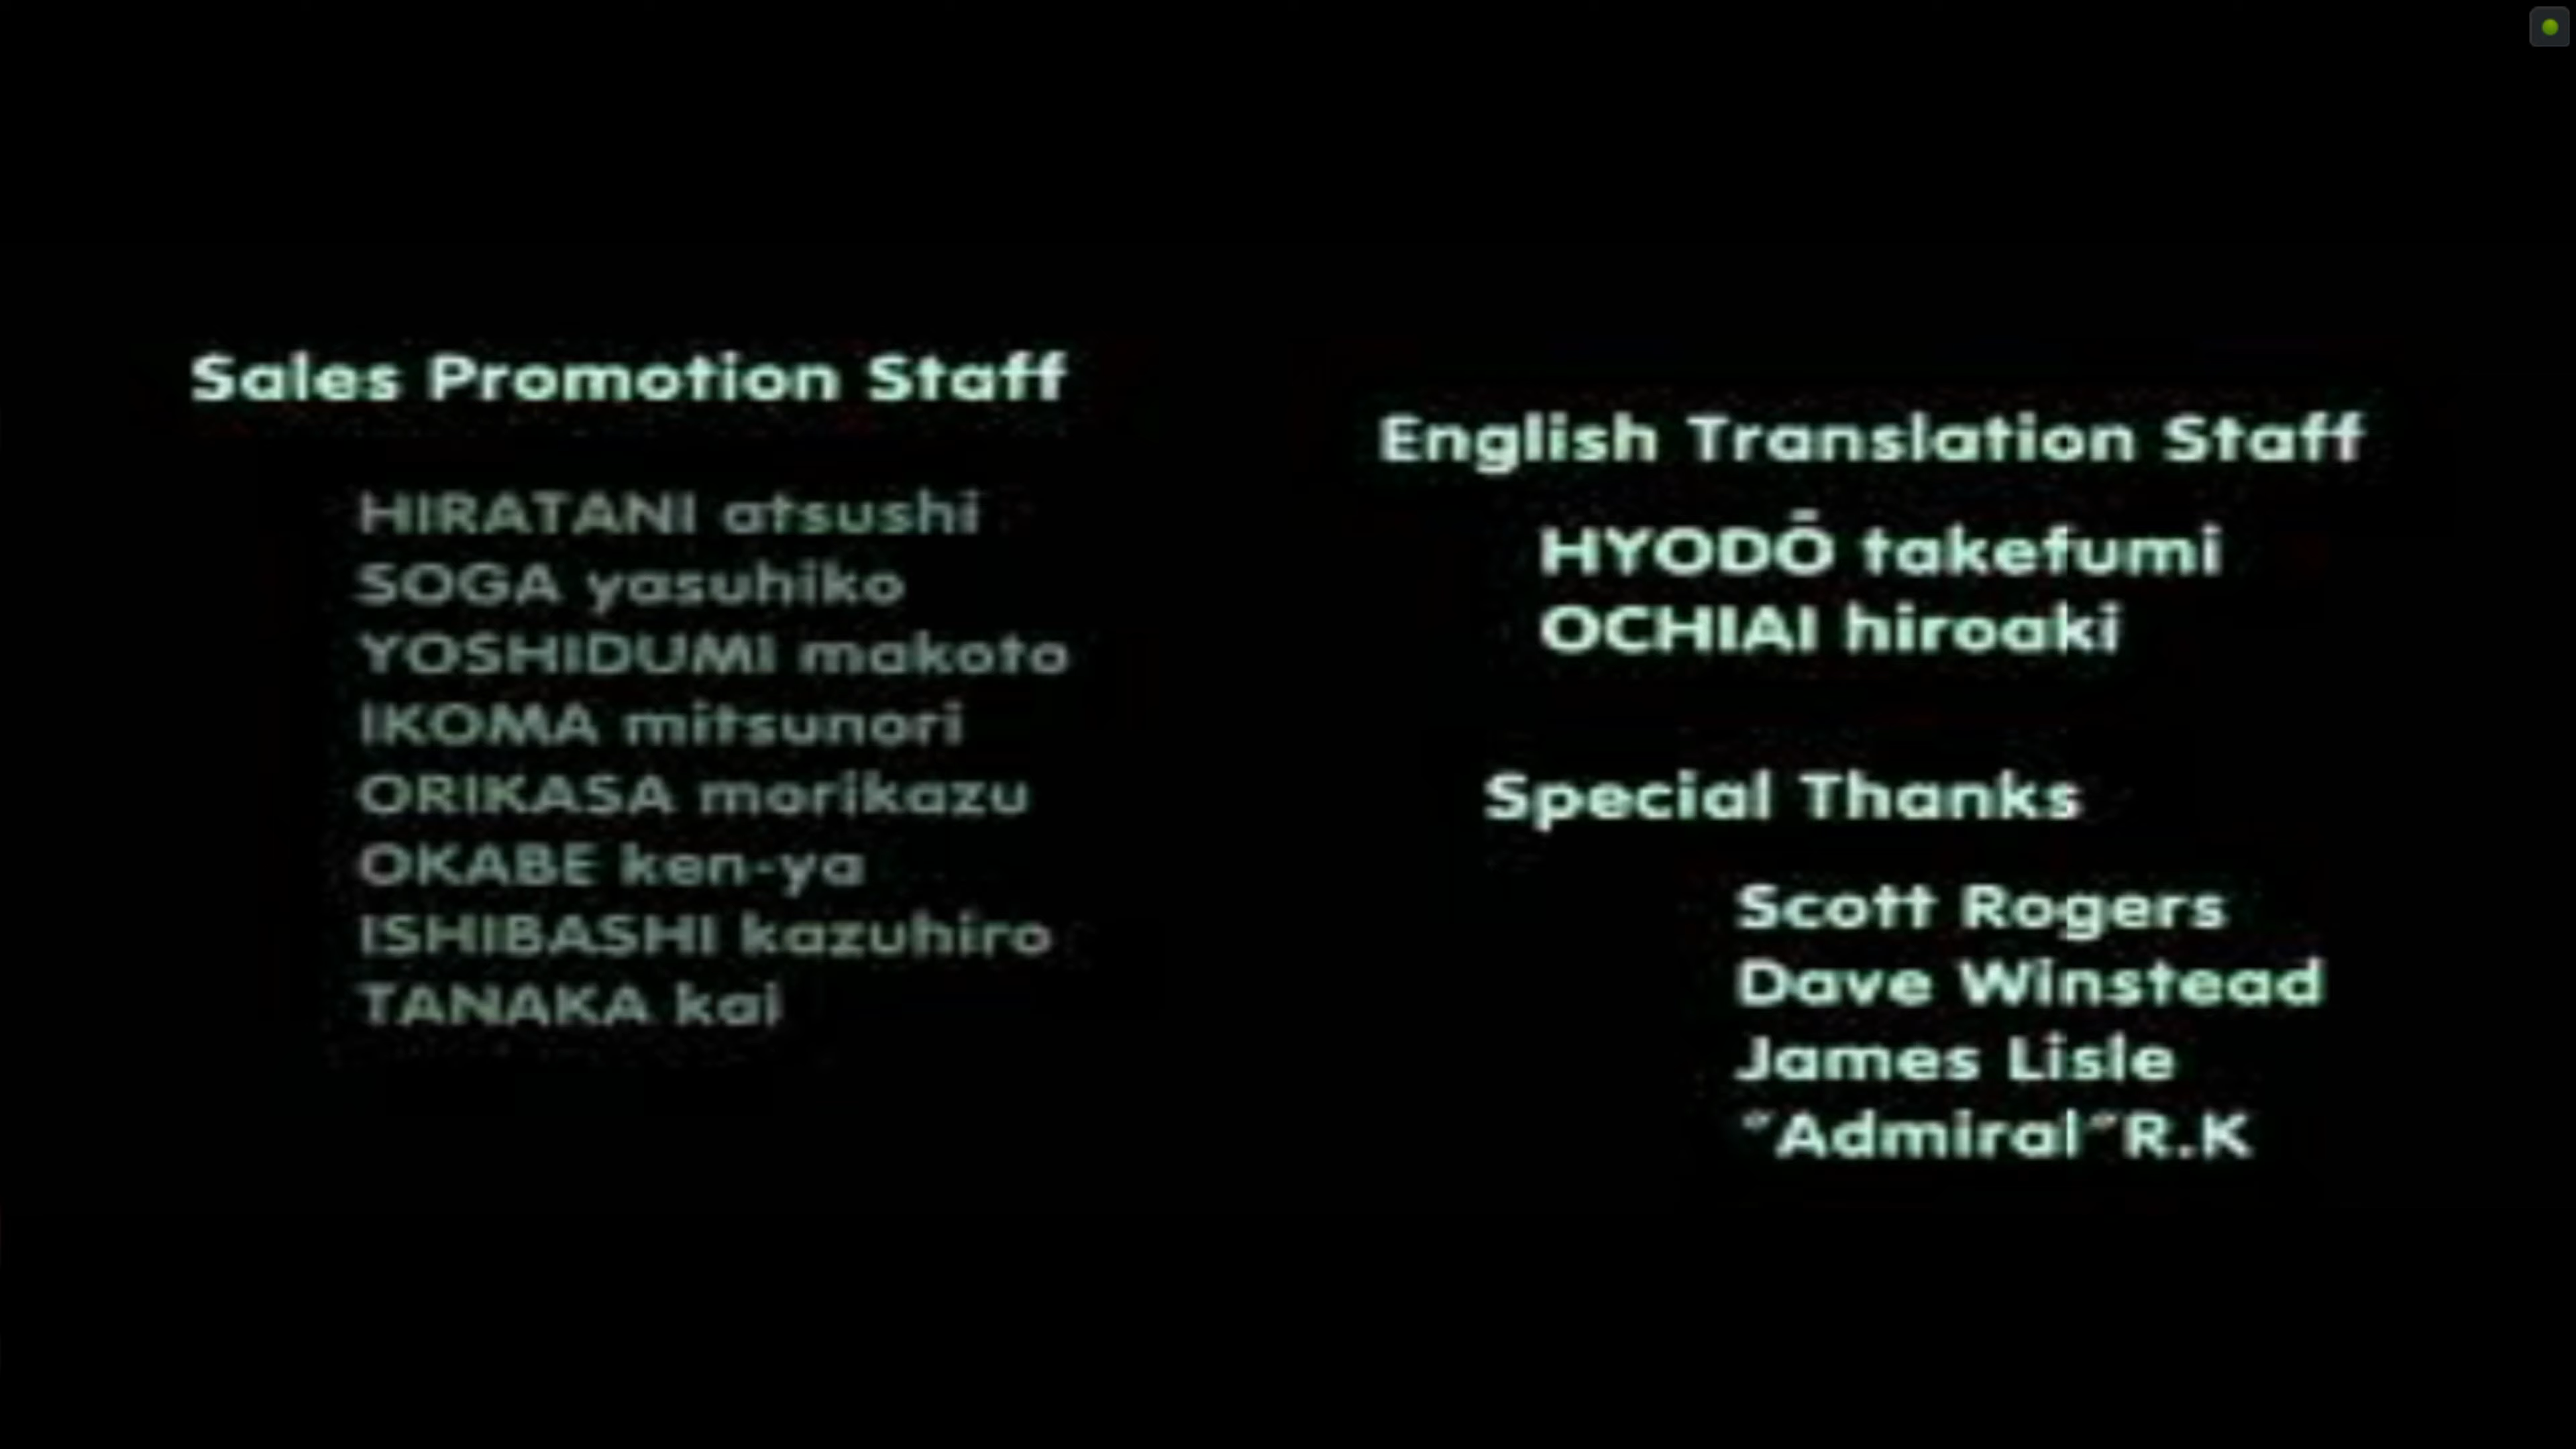 Sales Promotion Staff
HIRATANI atsushi
SOGA yasuhiko
YOSHIDUMI makoto
IKOMA mitsunori
ORIKASA morikazu
OKABE ken-ya
ISHIBASHI kazuhiro
TANAKA kai
English Translation Staff
HYODŌ takefumi
OCHIAI hiroaki
Special Thanks
Scott Rogers
Dave Winstead
James Lisle
"Admiral"R.K